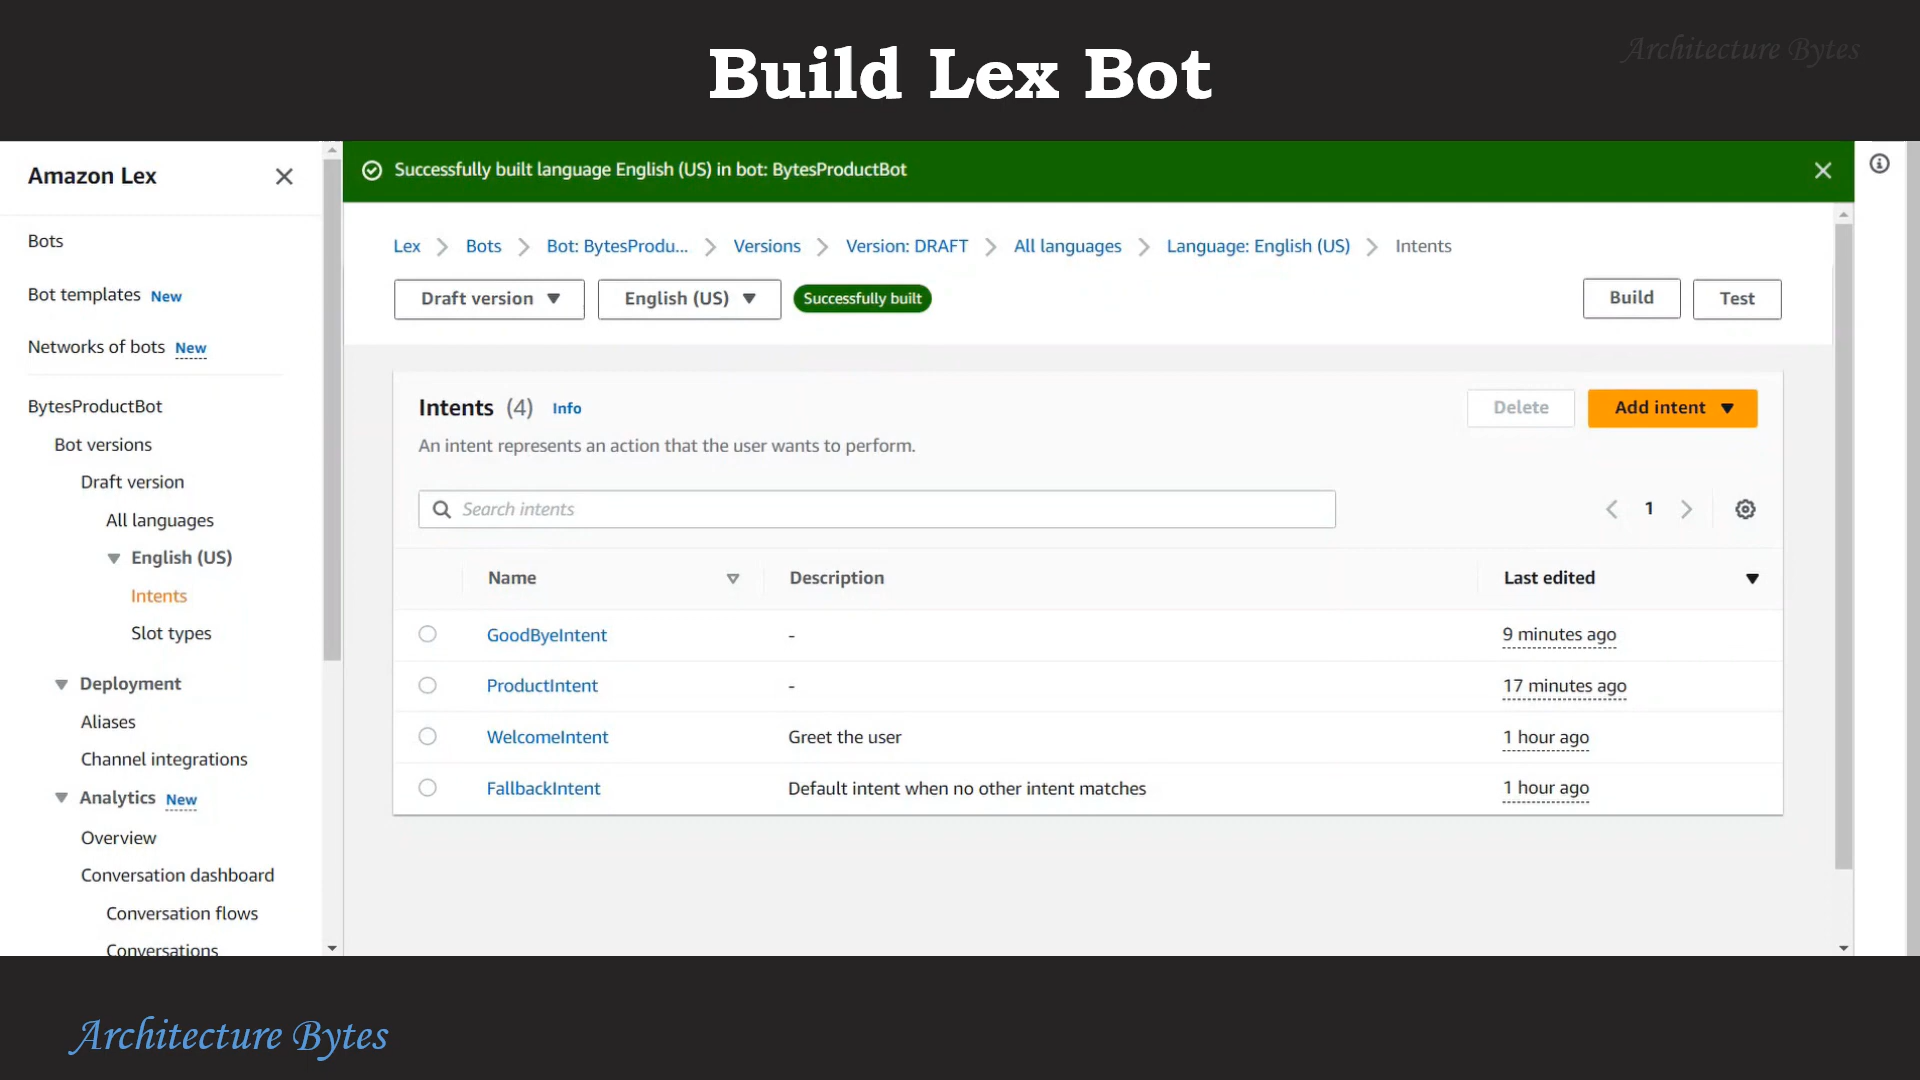 Build Lex Bot
Architecture Bytes
Amazon Lex
Bots
Bot templates New
Networks of bots New
BytesProductBot
Bot versions
Draft version
All languages
English (US)
Intents
Slot types
Deployment
Aliases
Channel integrations
Analytics New
Overview
Conversation dashboard
Conversation flows
Conversations
Successfully built language English (US) in bot: BytesProductBot
Lex Bots Bot: BytesProdu... Versions Version: DRAFT All languages Language: English (US) Intents
Draft version English (US) Successfully built Build Test
Intents (4) Info Delete Add intent
An intent represents an action that the user wants to perform.
Search intents 1
Name Description Last edited
GoodByeIntent - 9 minutes ago
ProductIntent - 17 minutes ago
WelcomeIntent Greet the user 1 hour ago
FallbackIntent Default intent when no other intent matches 1 hour ago
Architecture Bytes